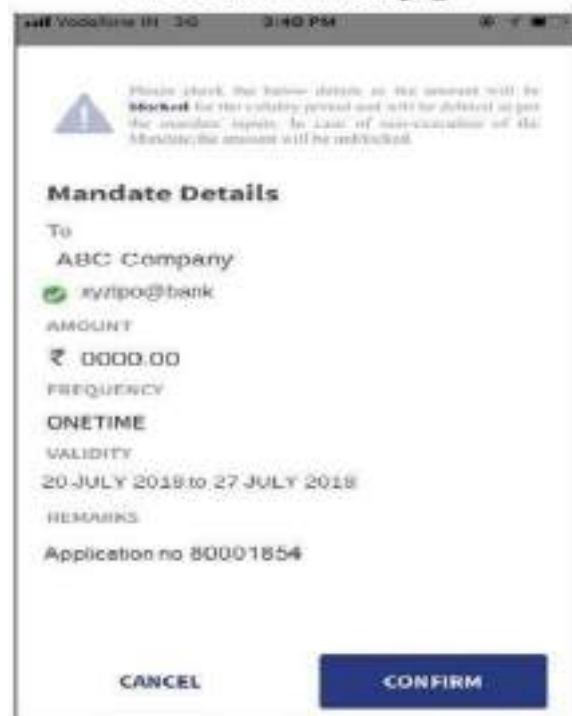 Vodafone IN 3G 3:40 PM
Please check the below details as the amount will be
blocked for the validity period and will be debited as per
the mandate inputs. In case of non-execution of the
Mandate, the amount will be unblocked.
Mandate Details
To
ABC Company
xyzipo@bank
AMOUNT
₹ 0000.00
FREQUENCY
ONETIME
VALIDITY
20 JULY 2018 to 27 JULY 2018
REMARKS
Application no 80001854
CANCEL CONFIRM